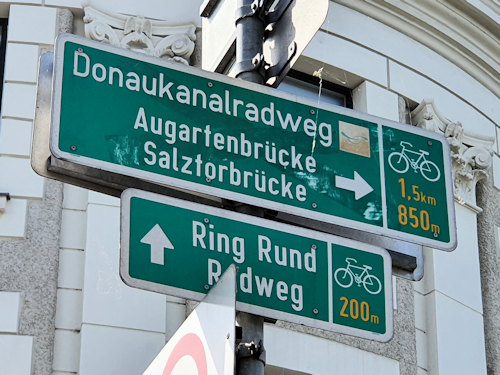 Donaukanalradweg
Augartenbrücke 1,5km
Salztorbrücke 850m
Ring Rund
Radweg
200m